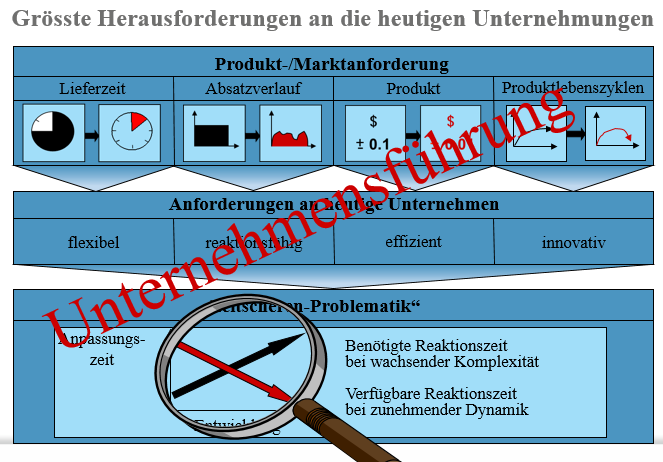 Grösste Herausforderungen an die heutigen Unternehmungen
Produkt-/Marktanforderung
Lieferzeit
Absatzverlauf
Produkt
Produktlebenszyklen
$
± 0.1
$
Unternehmensführung
Anforderungen an heutige Unternehmen
flexibel
reaktionsfähig
effizient
innovativ
eitscheren-Problematik“
Anpassungs-
zeit
Benötigte Reaktionszeit
bei wachsender Komplexität
Verfügbare Reaktionszeit
bei zunehmender Dynamik